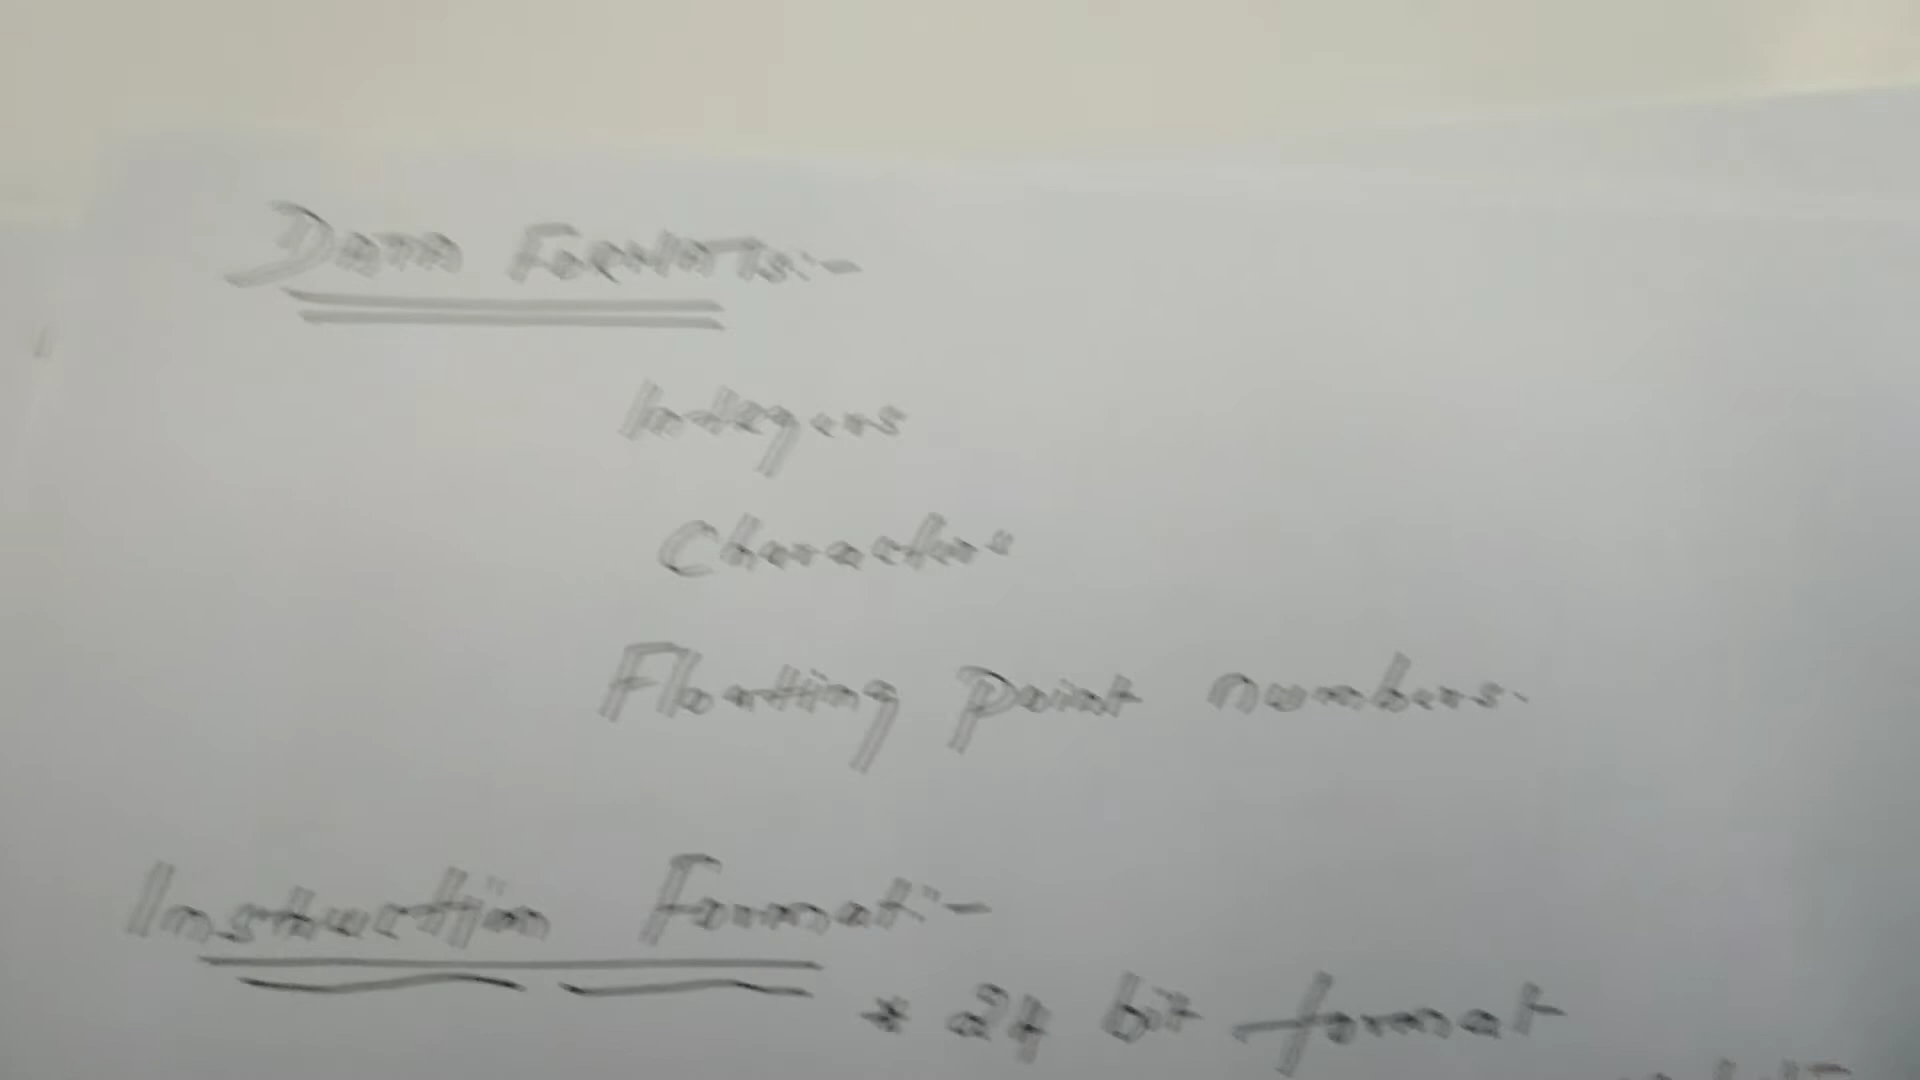 Data Formats:-
Integers
Characters
Floating point numbers.
Instruction Format:-
* 24 bit format